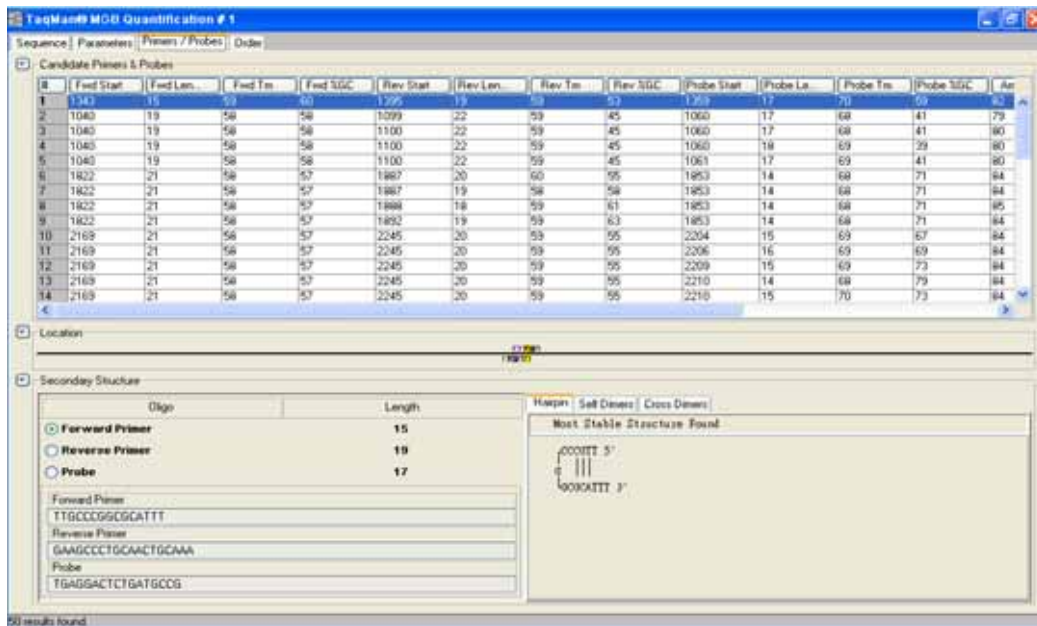 TaqMan® MGB Quantification # 1
Sequence Parameters Primers / Probes Order
Candidate Primers & Probes
# Fwd Start Fwd Len... Fwd Tm Fwd %GC Rev Start Rev Len... Rev Tm Rev %GC Probe Start Probe Le... Probe Tm Probe %GC
1 1343 15 59 60 1395 19 59 53 1359 17 70 59 82
2 1040 19 58 58 1099 22 59 45 1060 17 68 41 79
3 1040 19 58 58 1100 22 59 45 1060 17 68 41 80
4 1040 19 58 58 1100 22 59 45 1060 18 69 39 80
5 1040 19 58 58 1100 22 59 45 1061 17 69 41 80
6 1822 21 58 57 1887 20 60 55 1853 14 68 71 84
7 1822 21 58 57 1887 19 58 58 1853 14 68 71 84
8 1822 21 58 57 1888 18 59 61 1853 14 68 71 85
9 1822 21 58 57 1892 19 59 63 1853 14 68 71 84
10 2169 21 58 57 2245 20 59 55 2204 15 69 67 84
11 2169 21 58 57 2245 20 59 55 2206 16 69 69 84
12 2169 21 58 57 2245 20 59 55 2209 15 69 73 84
13 2169 21 58 57 2245 20 59 55 2210 14 68 79 84
14 2169 21 58 57 2245 20 59 55 2210 15 70 73 84
Location
Secondary Structure
Oligo Length
Forward Primer 15
Reverse Primer 19
Probe 17
Forward Primer
TTGCCCGGCGCATTT
Reverse Primer
GAAGCCCTGCAACTGCAAA
Probe
TGAGGACTCTGATGCCG
Hairpin Self Dimers Cross Dimers
Most Stable Structure Found
CCCGTT 5'
G
GCGCATTT 3'
50 results found.